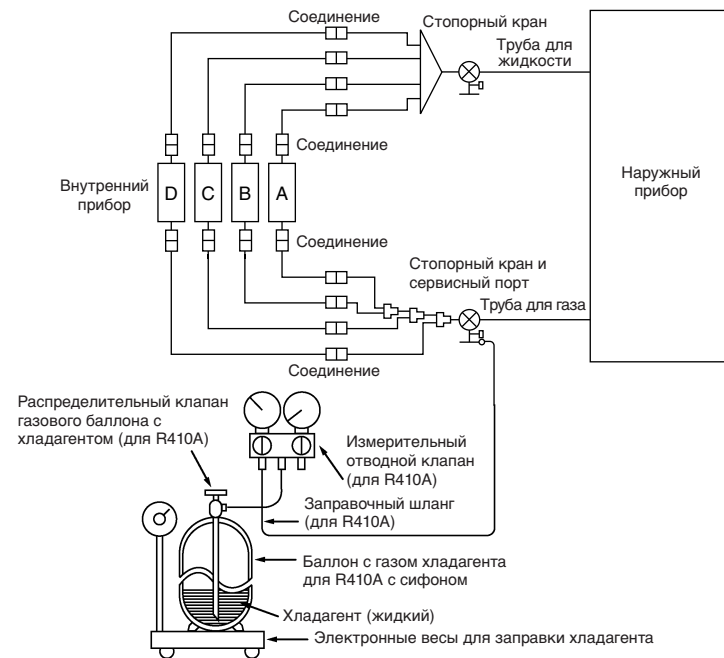 Соединение
Стопорный кран
Труба для
жидкости
Соединение
Внутренний
прибор
D
C
B
A
Наружный
прибор
Соединение
Стопорный кран и
сервисный порт
Труба для газа
Соединение
Распределительный клапан
газового баллона с
хладагентом (для R410A)
Измерительный
отводной клапан
(для R410A)
Заправочный шланг
(для R410A)
Баллон с газом хладагента
для R410A с сифоном
Хладагент (жидкий)
Электронные весы для заправки хладагента